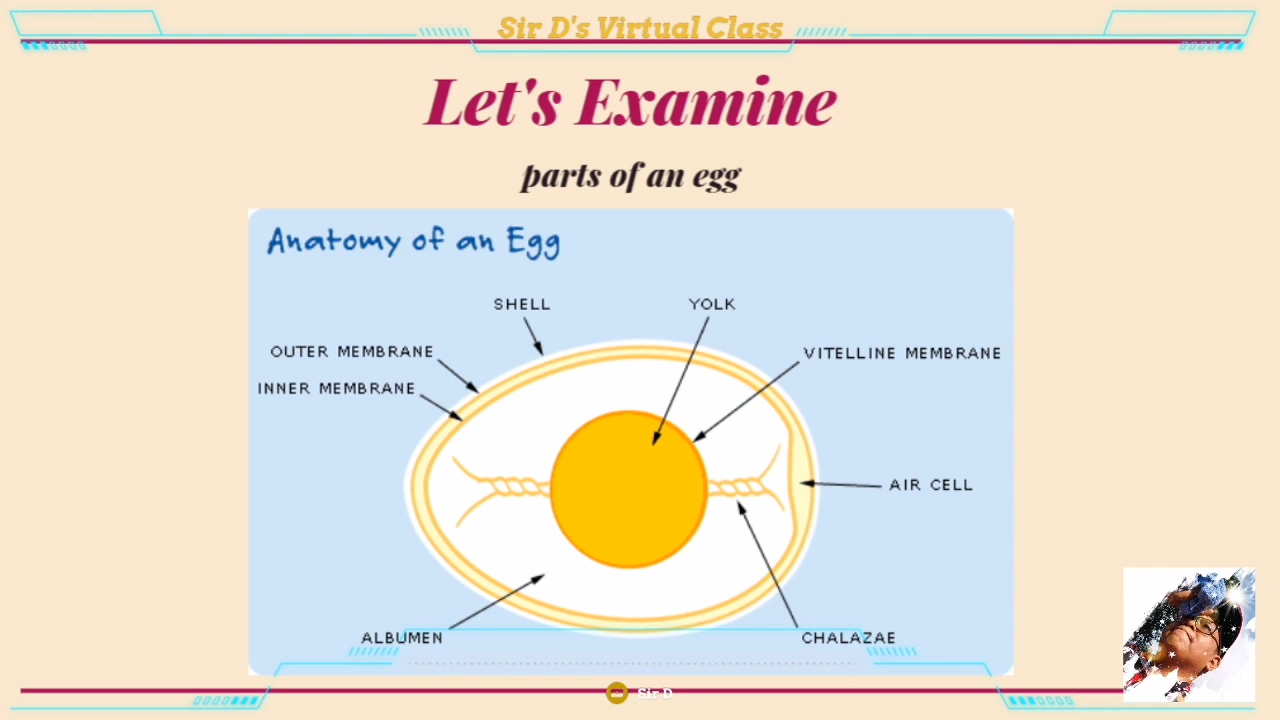 Sir D's Virtual Class
Let's Examine
parts of an egg
Anatomy of an Egg
SHELL
YOLK
OUTER MEMBRANE
VITELLINE MEMBRANE
INNER MEMBRANE
AIR CELL
ALBUMEN
CHALAZAE
Sir D